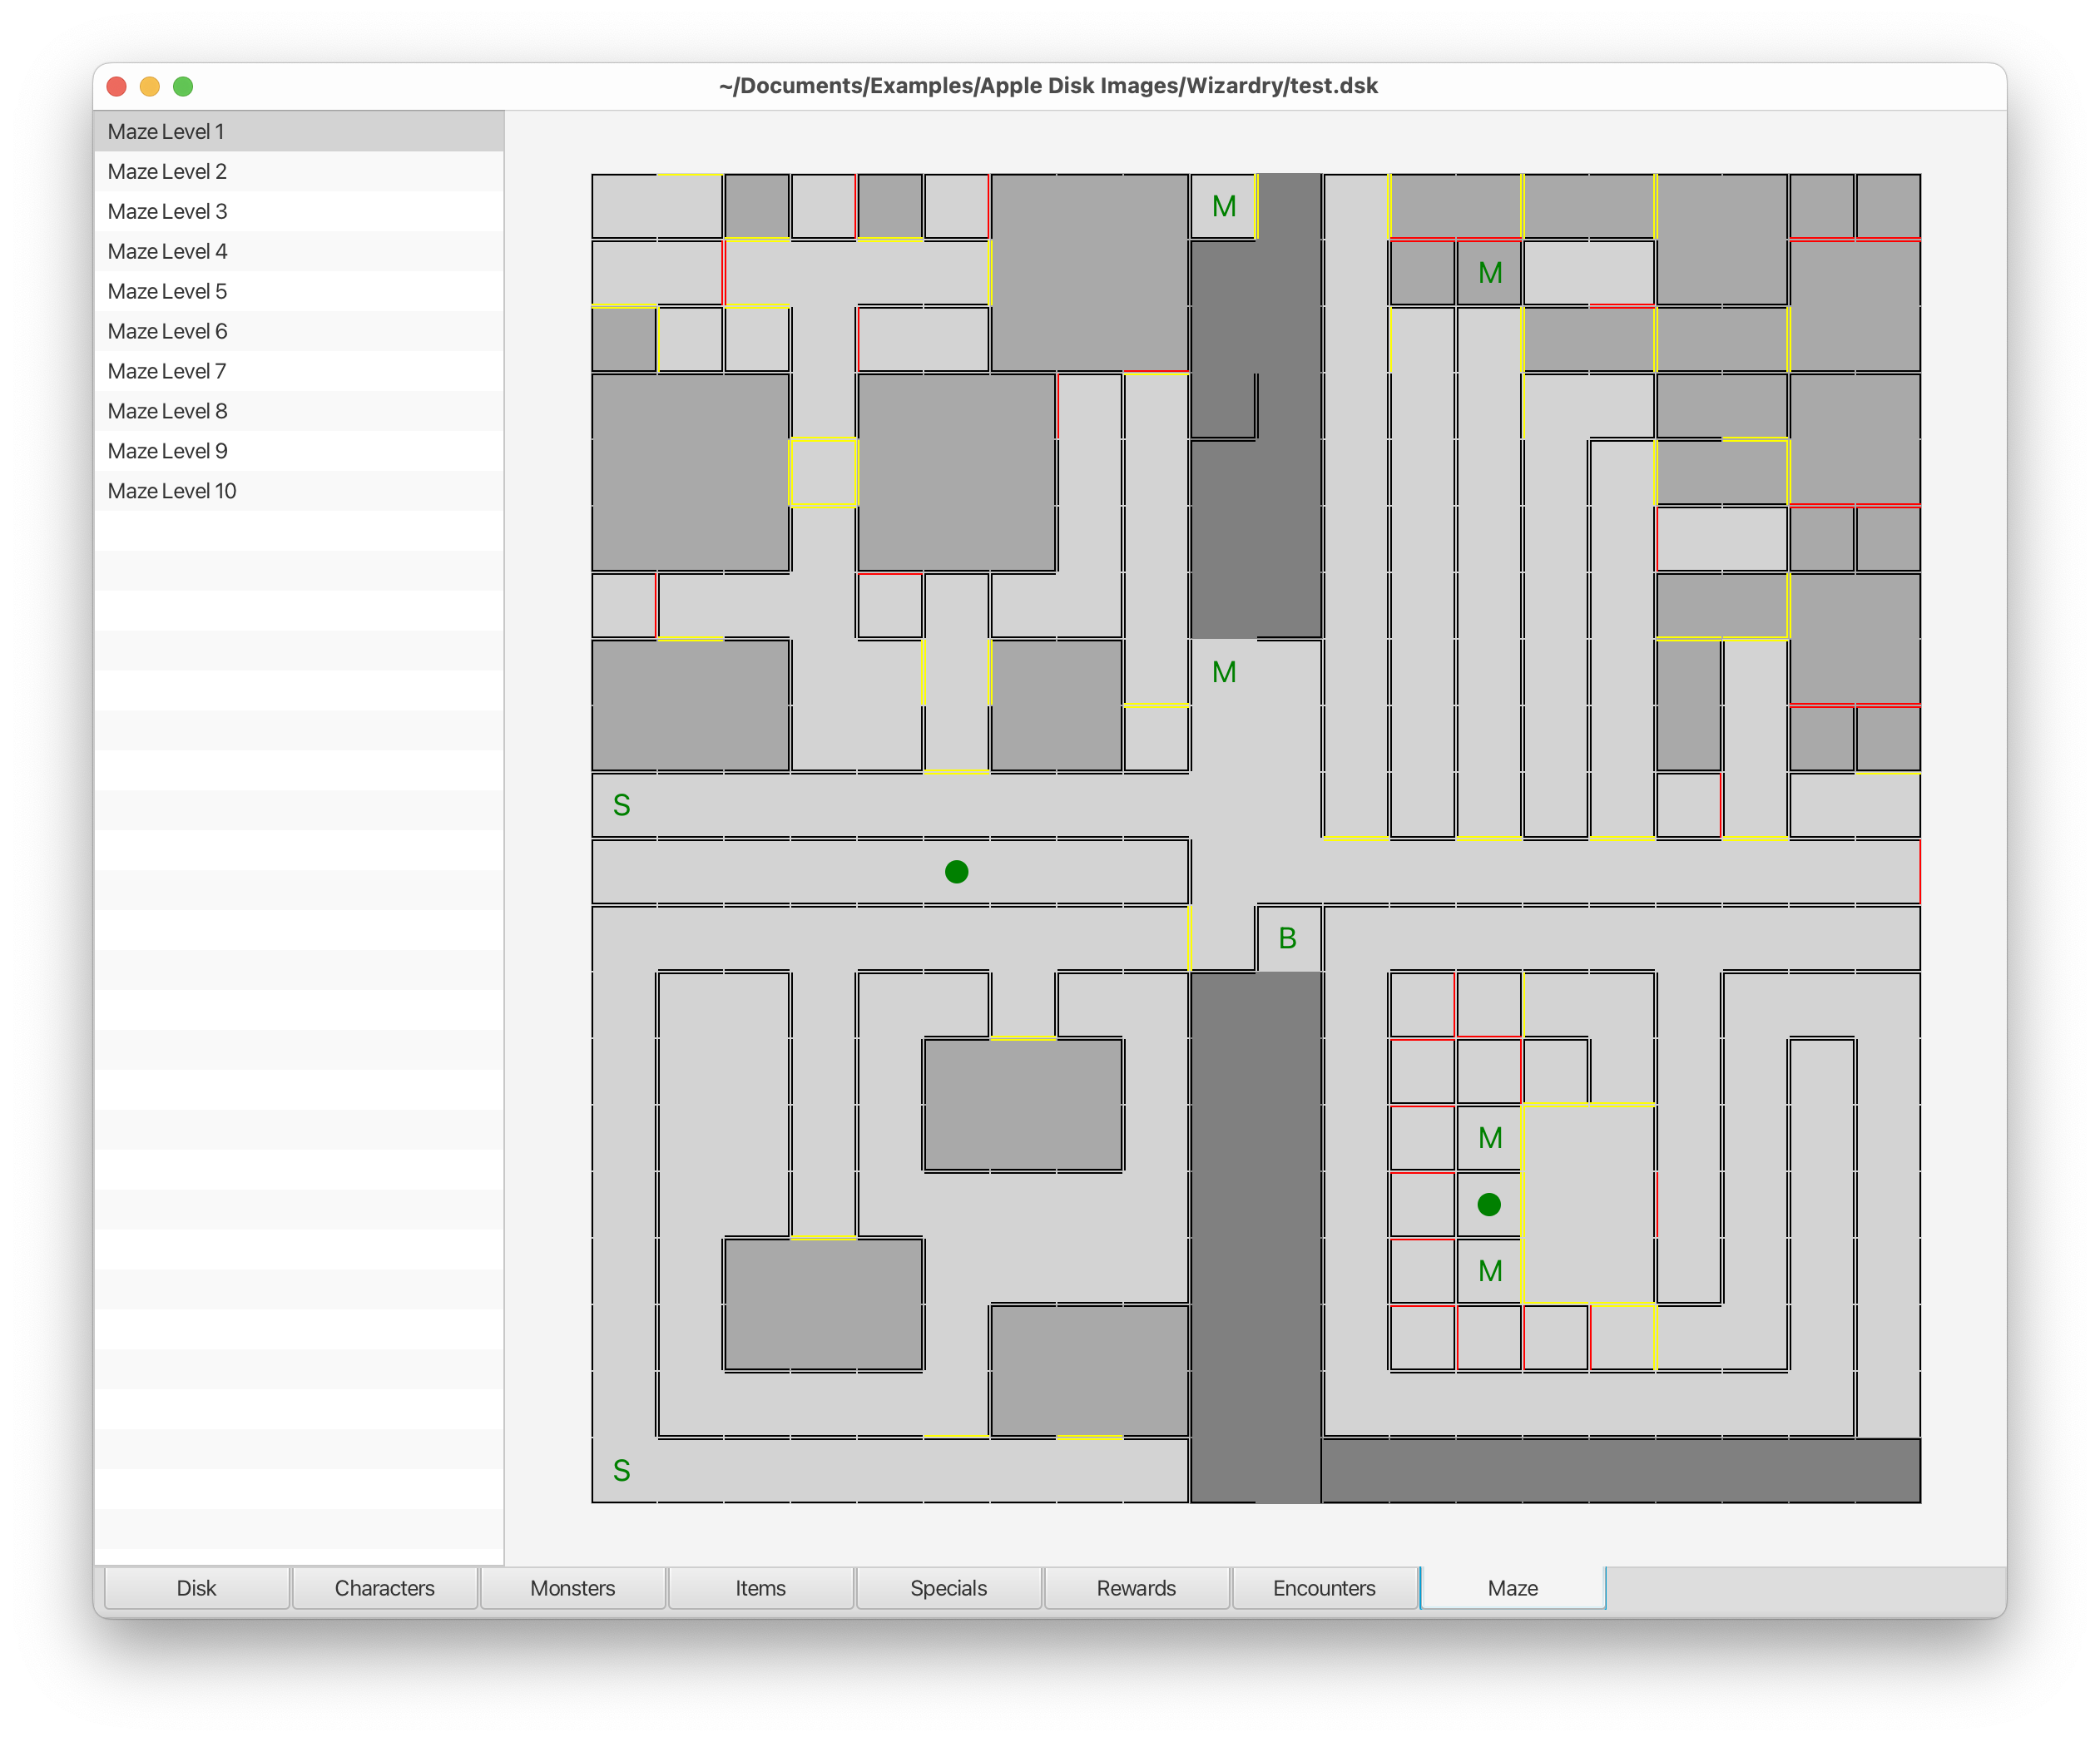 ~/Documents/Examples/Apple Disk Images/Wizardry/test.dsk
Maze Level 1
Maze Level 2
Maze Level 3
Maze Level 4
Maze Level 5
Maze Level 6
Maze Level 7
Maze Level 8
Maze Level 9
Maze Level 10
M
M
M
S
B
M
M
S
Disk Characters Monsters Items Specials Rewards Encounters Maze